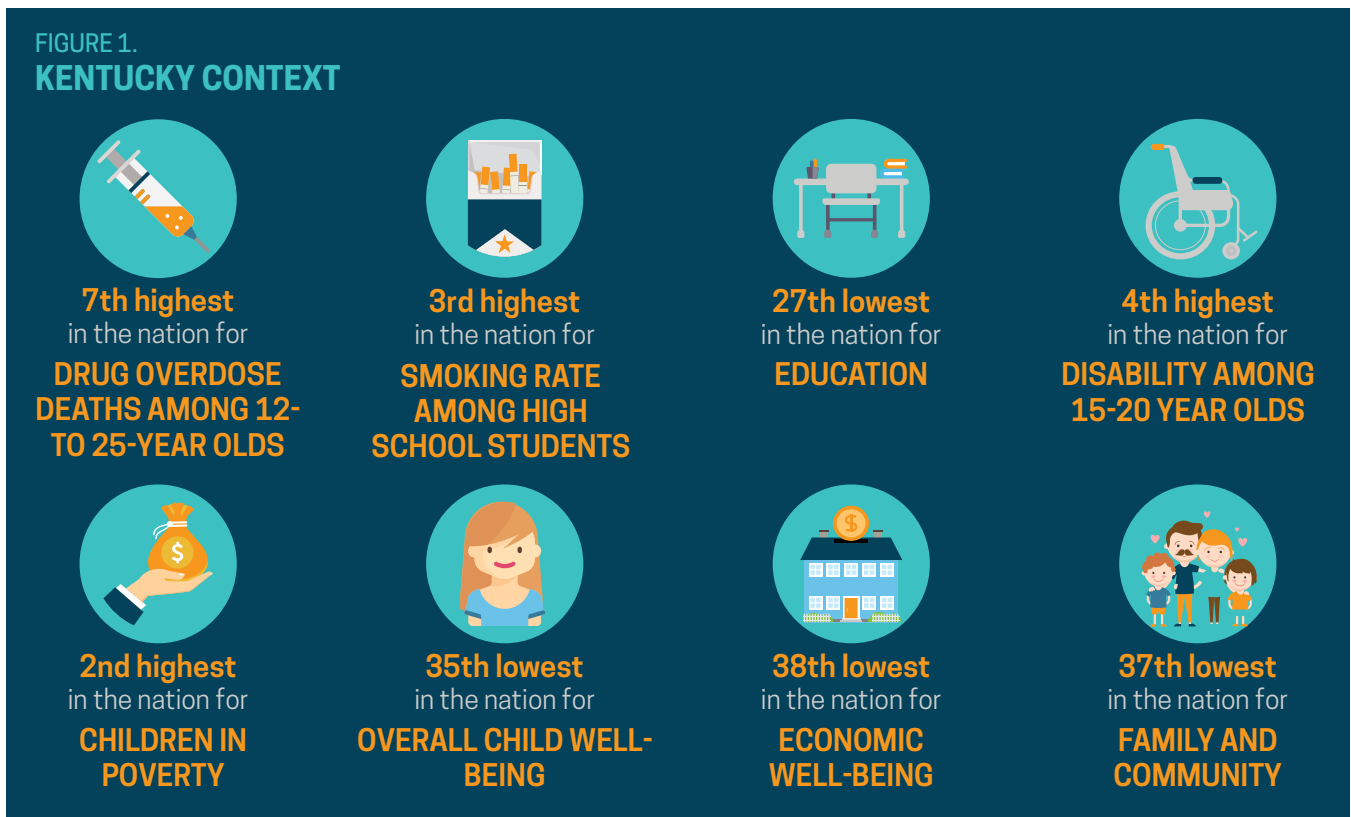 FIGURE 1.
KENTUCKY CONTEXT
7th highest
in the nation for
DRUG OVERDOSE
DEATHS AMONG 12-
TO 25-YEAR OLDS
3rd highest
in the nation for
SMOKING RATE
AMONG HIGH
SCHOOL STUDENTS
27th lowest
in the nation for
EDUCATION
4th highest
in the nation for
DISABILITY AMONG
15-20 YEAR OLDS
$
2nd highest
in the nation for
CHILDREN IN
POVERTY
35th lowest
in the nation for
OVERALL CHILD WELL-
BEING
$
38th lowest
in the nation for
ECONOMIC
WELL-BEING
37th lowest
in the nation for
FAMILY AND
COMMUNITY